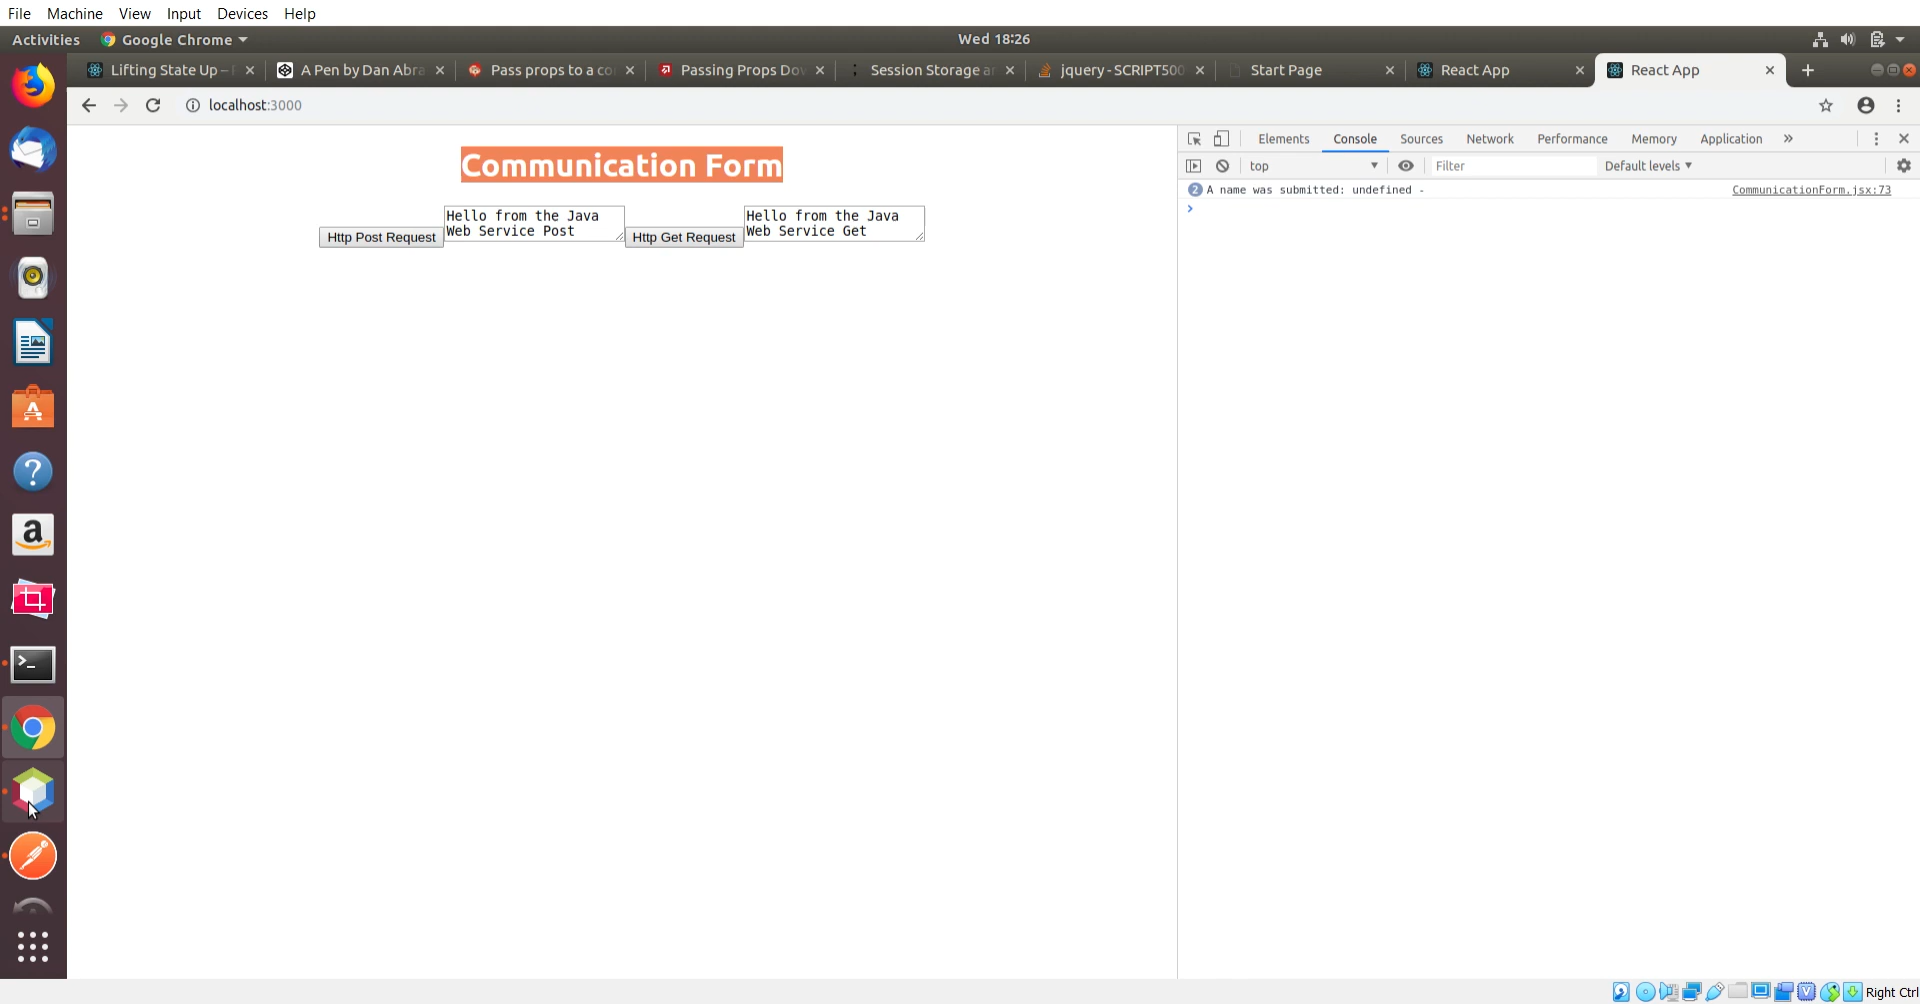 File Machine View Input Devices Help
Activities Google Chrome Wed 18:26
Lifting State Up – A Pen by Dan Abra Pass props to a co Passing Props Dov Session Storage a jquery - SCRIPT500 Start Page React App React App
localhost:3000
Elements Console Sources Network Performance Memory Application »
top Filter Default levels
2 A name was submitted: undefined - CommunicationForm.jsx:73
Communication Form
Http Post Request Hello from the Java Web Service Post Http Get Request Hello from the Java Web Service Get
Right Ctrl